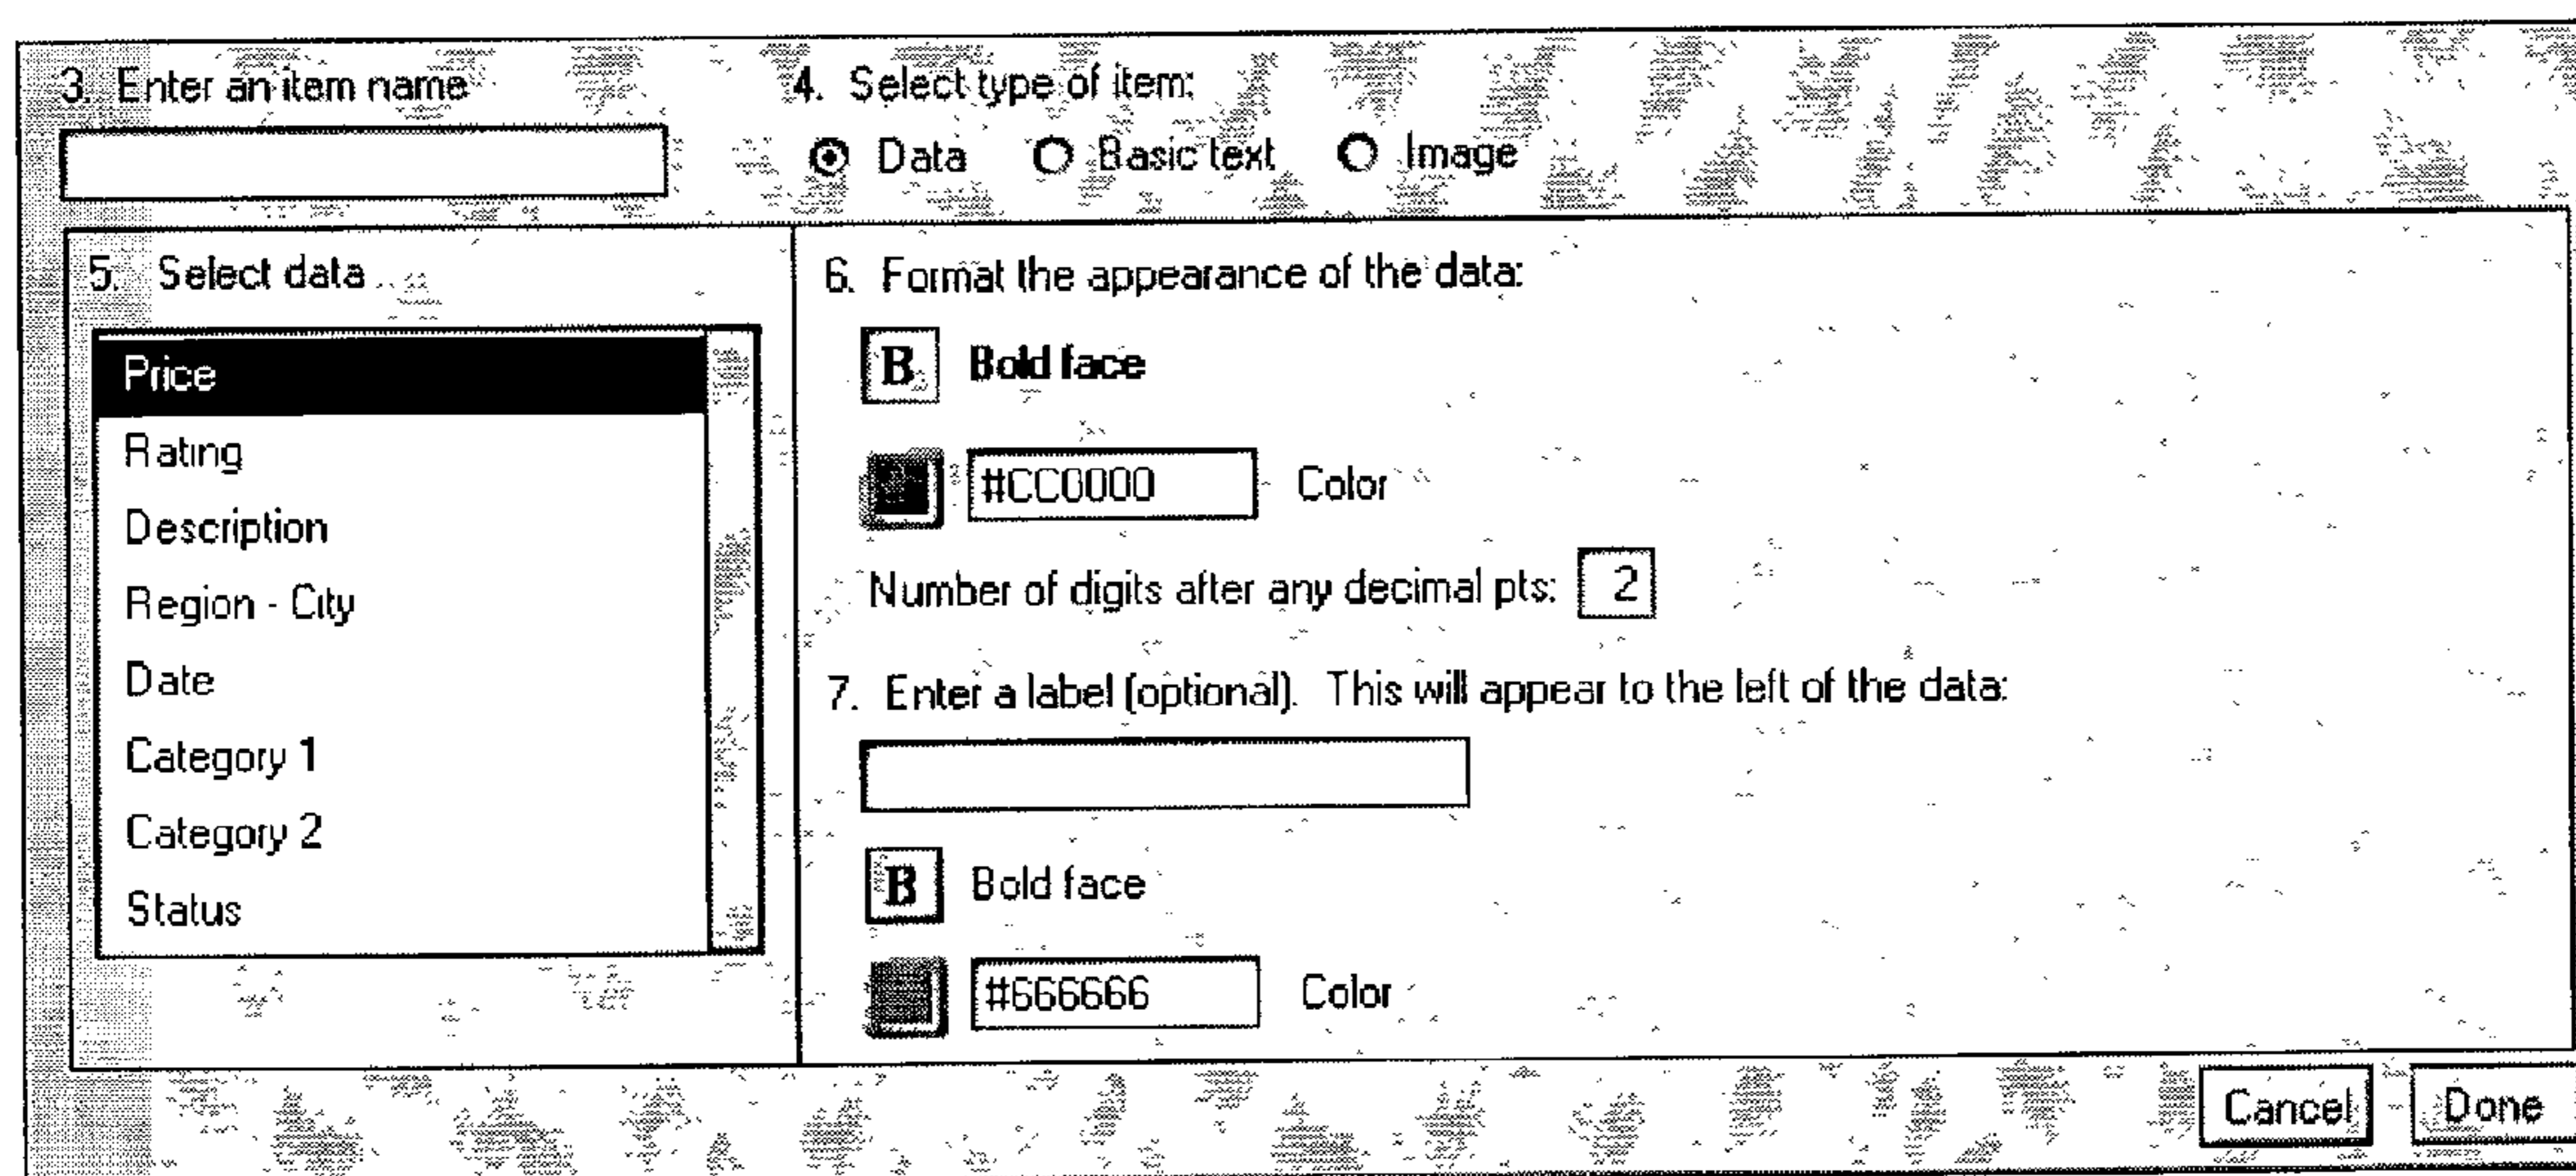 3. Enter an item name
4. Select type of item:
Data Basic text Image
5. Select data
Price
Rating
Description
Region - City
Date
Category 1
Category 2
Status
6. Format the appearance of the data:
B Bold face
#CC0000 Color
Number of digits after any decimal pts: 2
7. Enter a label (optional). This will appear to the left of the data:
B Bold face
#666666 Color
Cancel Done